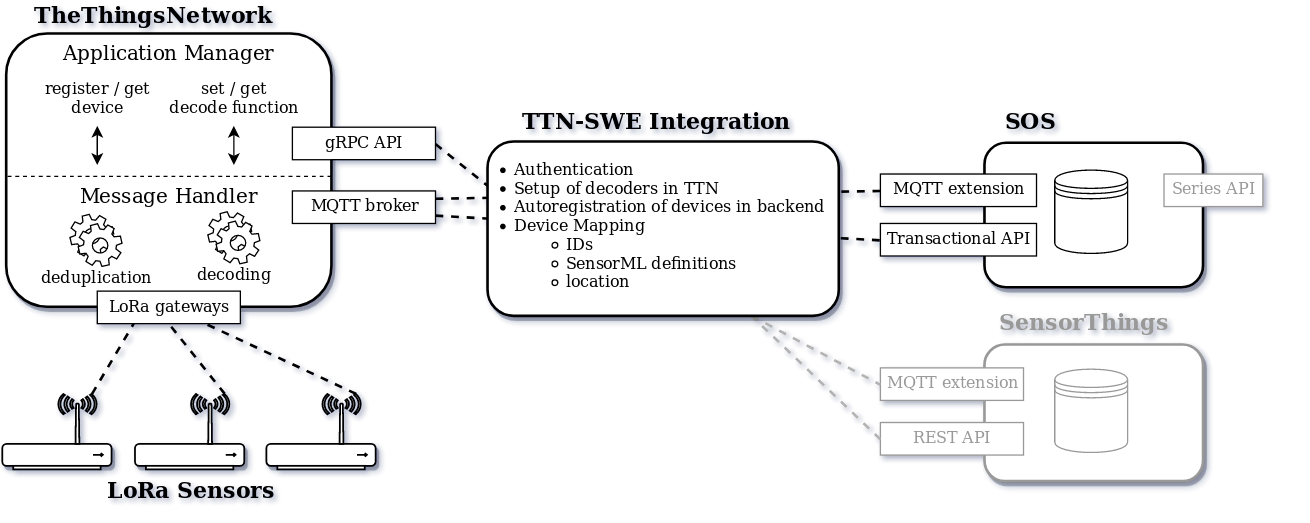 TheThingsNetwork
Application Manager
register / get
device
set / get
decode function
gRPC API
Message Handler
MQTT broker
deduplication
decoding
LoRa gateways
LoRa Sensors
TTN-SWE Integration
Authentication
Setup of decoders in TTN
Autoregistration of devices in backend
Device Mapping
IDs
SensorML definitions
location
SOS
MQTT extension
Series API
Transactional API
SensorThings
MQTT extension
REST API